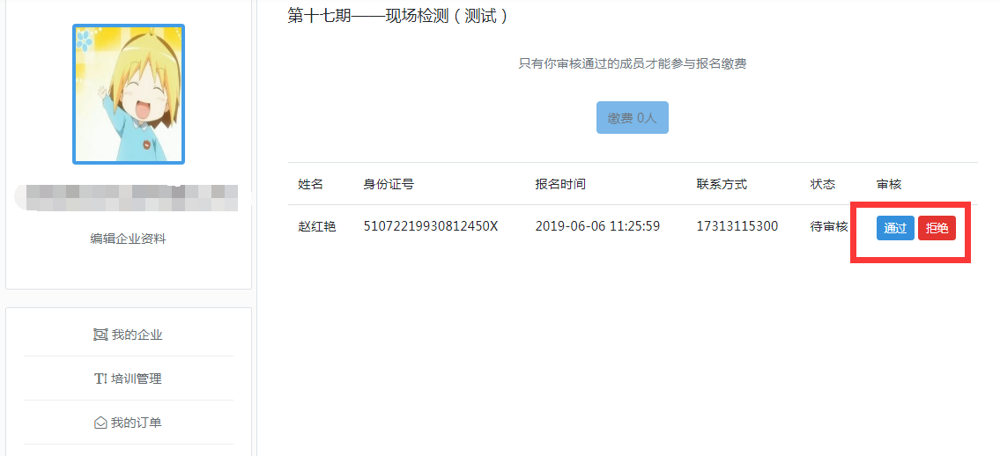 第十七期——现场检测（测试）
只有你审核通过的成员才能参与报名缴费
缴费 0人
姓名 身份证号 报名时间 联系方式 状态 审核
赵红艳 51072219930812450X 2019-06-06 11:25:59 17313115300 待审核 通过 拒绝
编辑企业资料
我的企业
培训管理
我的订单